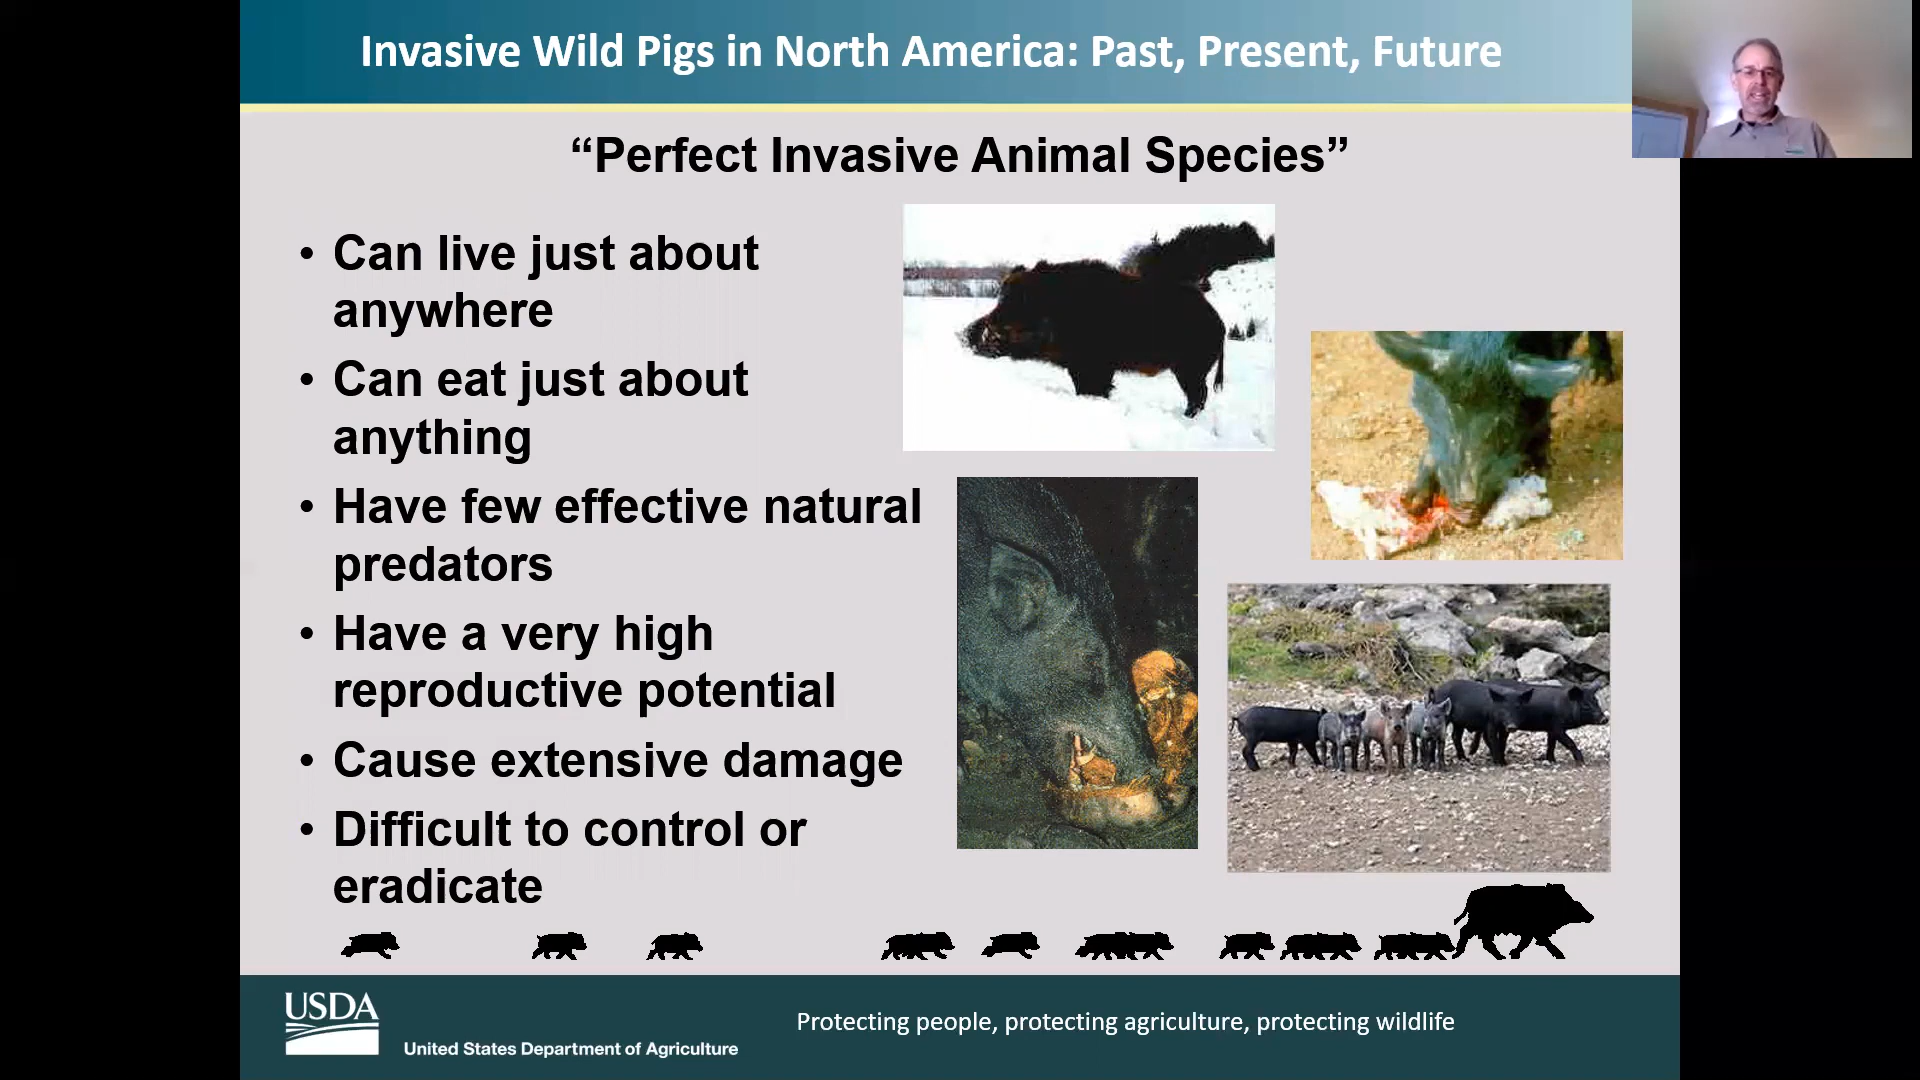 Invasive Wild Pigs in North America: Past, Present, Future
“Perfect Invasive Animal Species”
• Can live just about
anywhere
• Can eat just about
anything
• Have few effective natural
predators
• Have a very high
reproductive potential
• Cause extensive damage
• Difficult to control or
eradicate
USDA
United States Department of Agriculture
Protecting people, protecting agriculture, protecting wildlife